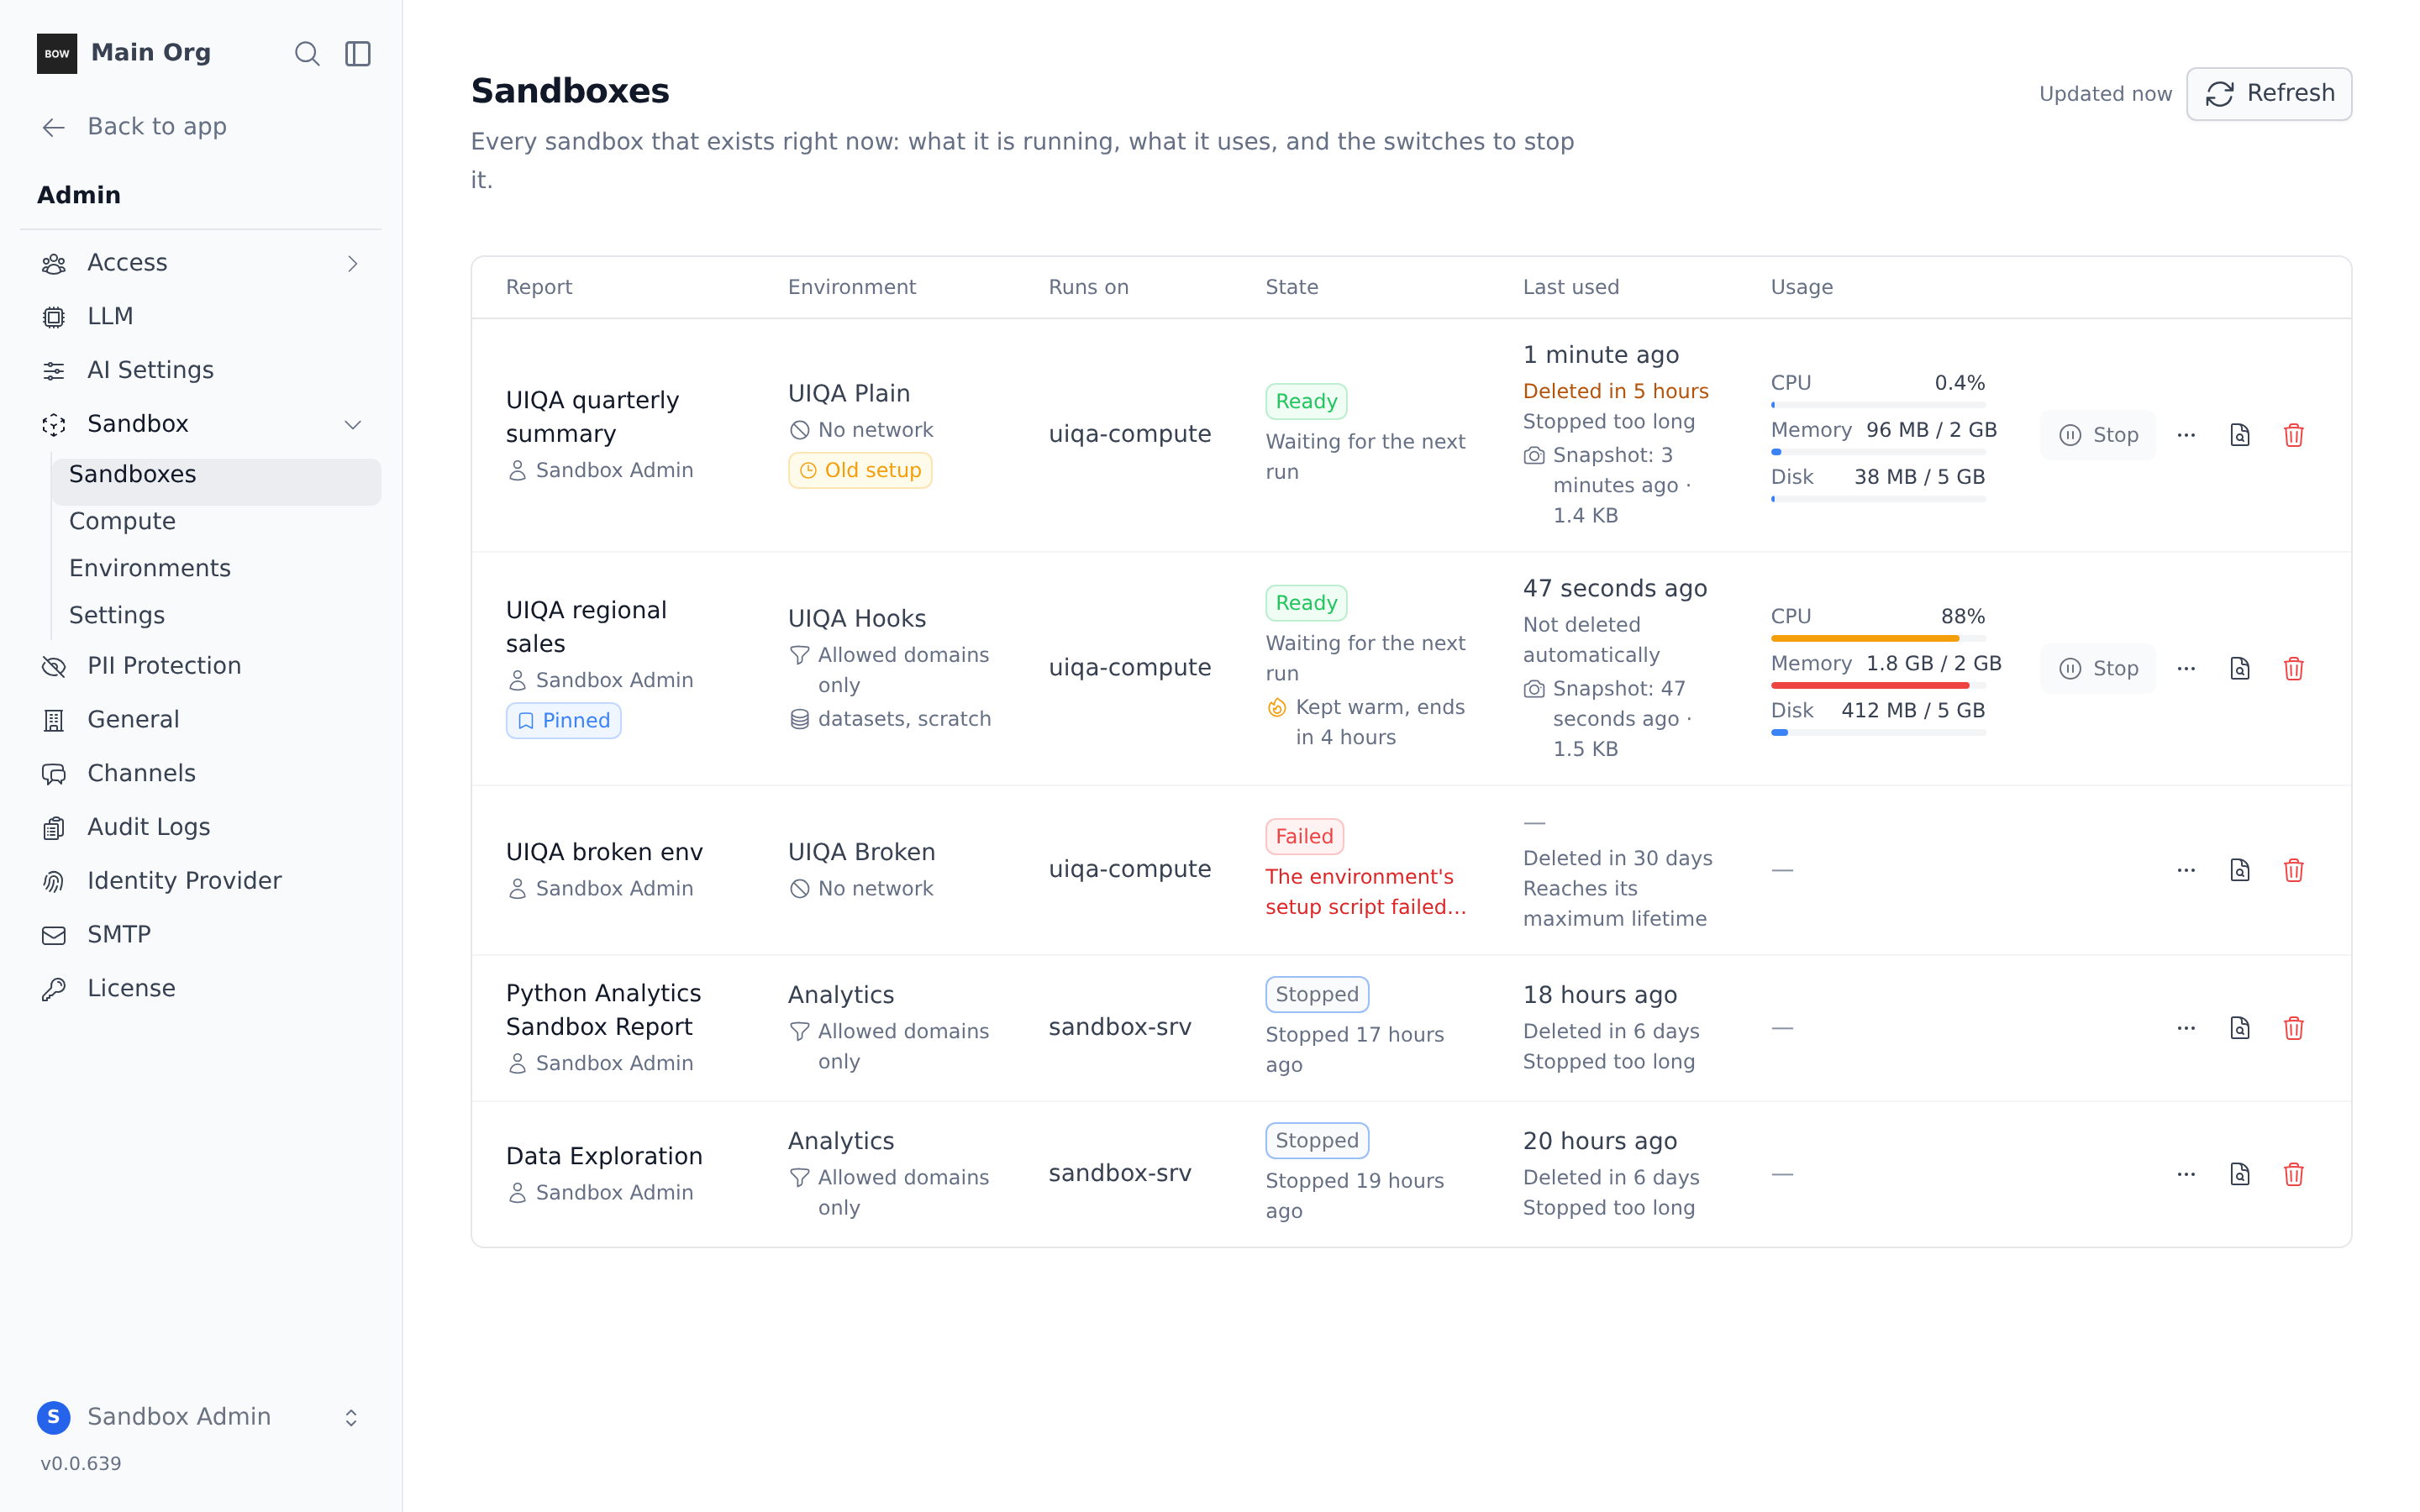 BOW Main Org
Back to app
Admin
Access
LLM
AI Settings
Sandbox
Sandboxes
Compute
Environments
Settings
PII Protection
General
Channels
Audit Logs
Identity Provider
SMTP
License
S Sandbox Admin
v0.0.639
Sandboxes
Updated now
Refresh
Every sandbox that exists right now: what it is running, what it uses, and the switches to stop
it.
Report Environment Runs on State Last used Usage
UIQA quarterly
summary
Sandbox Admin
UIQA Plain
No network
Old setup
uiqa-compute
Ready
Waiting for the next
run
1 minute ago
Deleted in 5 hours
Stopped too long
Snapshot: 3
minutes ago ·
1.4 KB
CPU 0.4%
Memory 96 MB / 2 GB
Disk 38 MB / 5 GB
Stop
UIQA regional
sales
Sandbox Admin
Pinned
UIQA Hooks
Allowed domains
only
datasets, scratch
uiqa-compute
Ready
Waiting for the next
run
Kept warm, ends
in 4 hours
47 seconds ago
Not deleted
automatically
Snapshot: 47
seconds ago ·
1.5 KB
CPU 88%
Memory 1.8 GB / 2 GB
Disk 412 MB / 5 GB
Stop
UIQA broken env
Sandbox Admin
UIQA Broken
No network
uiqa-compute
Failed
The environment's
setup script failed…
—
Deleted in 30 days
Reaches its
maximum lifetime
—
Python Analytics
Sandbox Report
Sandbox Admin
Analytics
Allowed domains
only
sandbox-srv
Stopped
Stopped 17 hours
ago
18 hours ago
Deleted in 6 days
Stopped too long
—
Data Exploration
Sandbox Admin
Analytics
Allowed domains
only
sandbox-srv
Stopped
Stopped 19 hours
ago
20 hours ago
Deleted in 6 days
Stopped too long
—